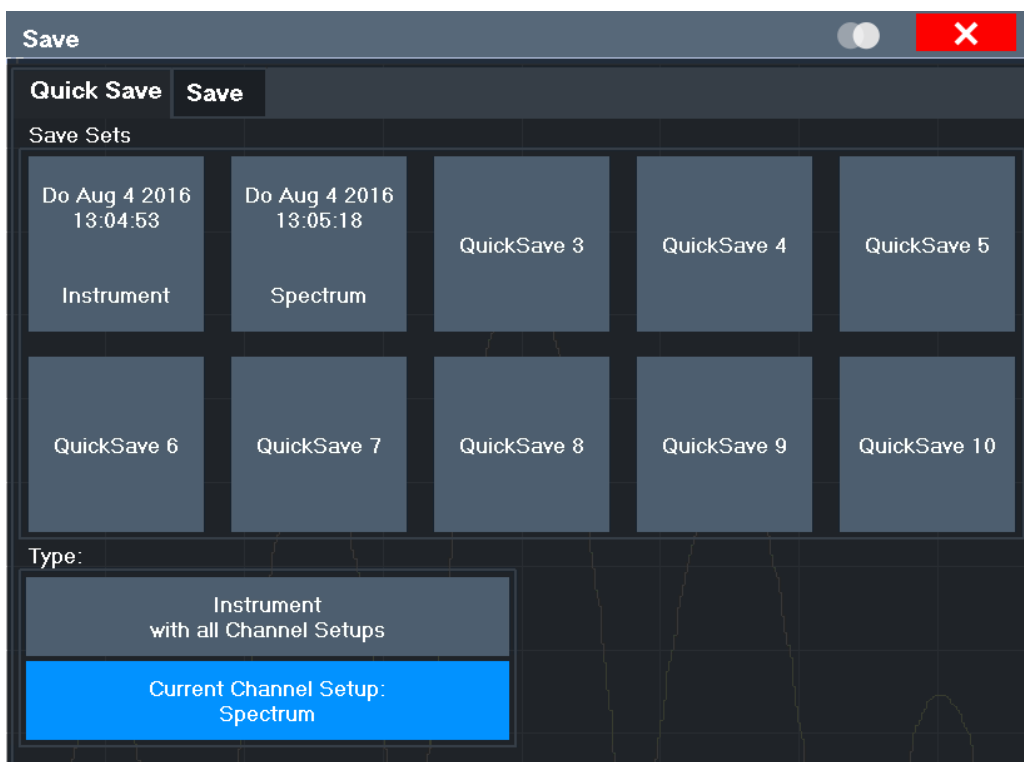 Save
Quick Save
Save
Save Sets
Do Aug 4 2016
13:04:53
Instrument
Do Aug 4 2016
13:05:18
Spectrum
QuickSave 3
QuickSave 4
QuickSave 5
QuickSave 6
QuickSave 7
QuickSave 8
QuickSave 9
QuickSave 10
Type:
Instrument
with all Channel Setups
Current Channel Setup:
Spectrum